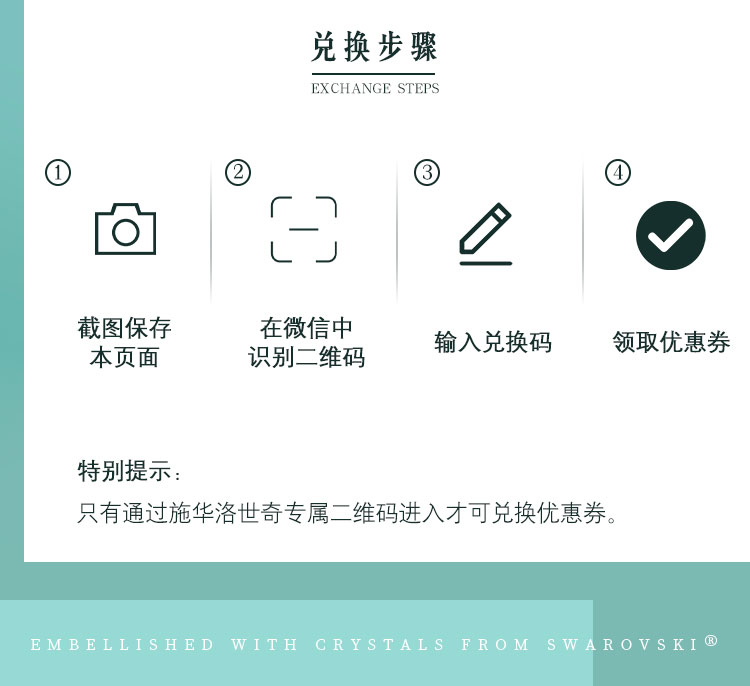 兑换步骤
EXCHANGE STEPS
1
截图保存
本页面
2
在微信中
识别二维码
3
输入兑换码
4
领取优惠券
特别提示：
只有通过施华洛世奇专属二维码进入才可兑换优惠券。
EMBELLISHED WITH CRYSTALS FROM SWAROVSKI®